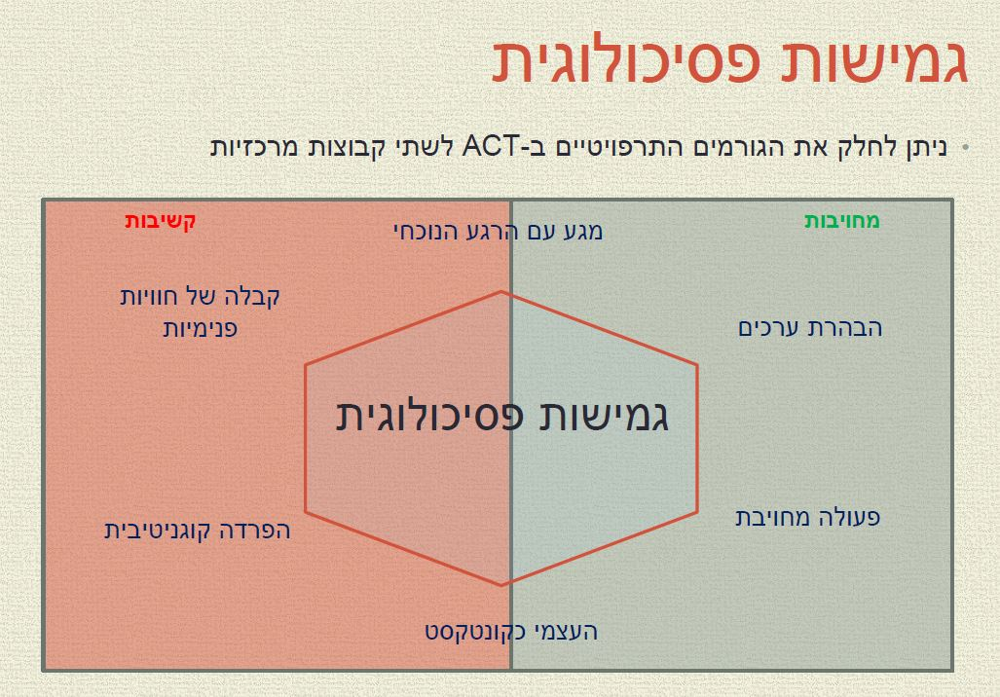 גמישות פסיכולוגית
• ניתן לחלק את הגורמים התרפויטיים ב-ACT לשתי קבוצות מרכזיות
מחויבות
קשיבות
מגע עם הרגע הנוכחי
הבהרת ערכים
קבלה של חוויות
פנימיות
גמישות פסיכולוגית
פעולה מחויבת
הפרדה קוגניטיבית
העצמי כקונטקסט